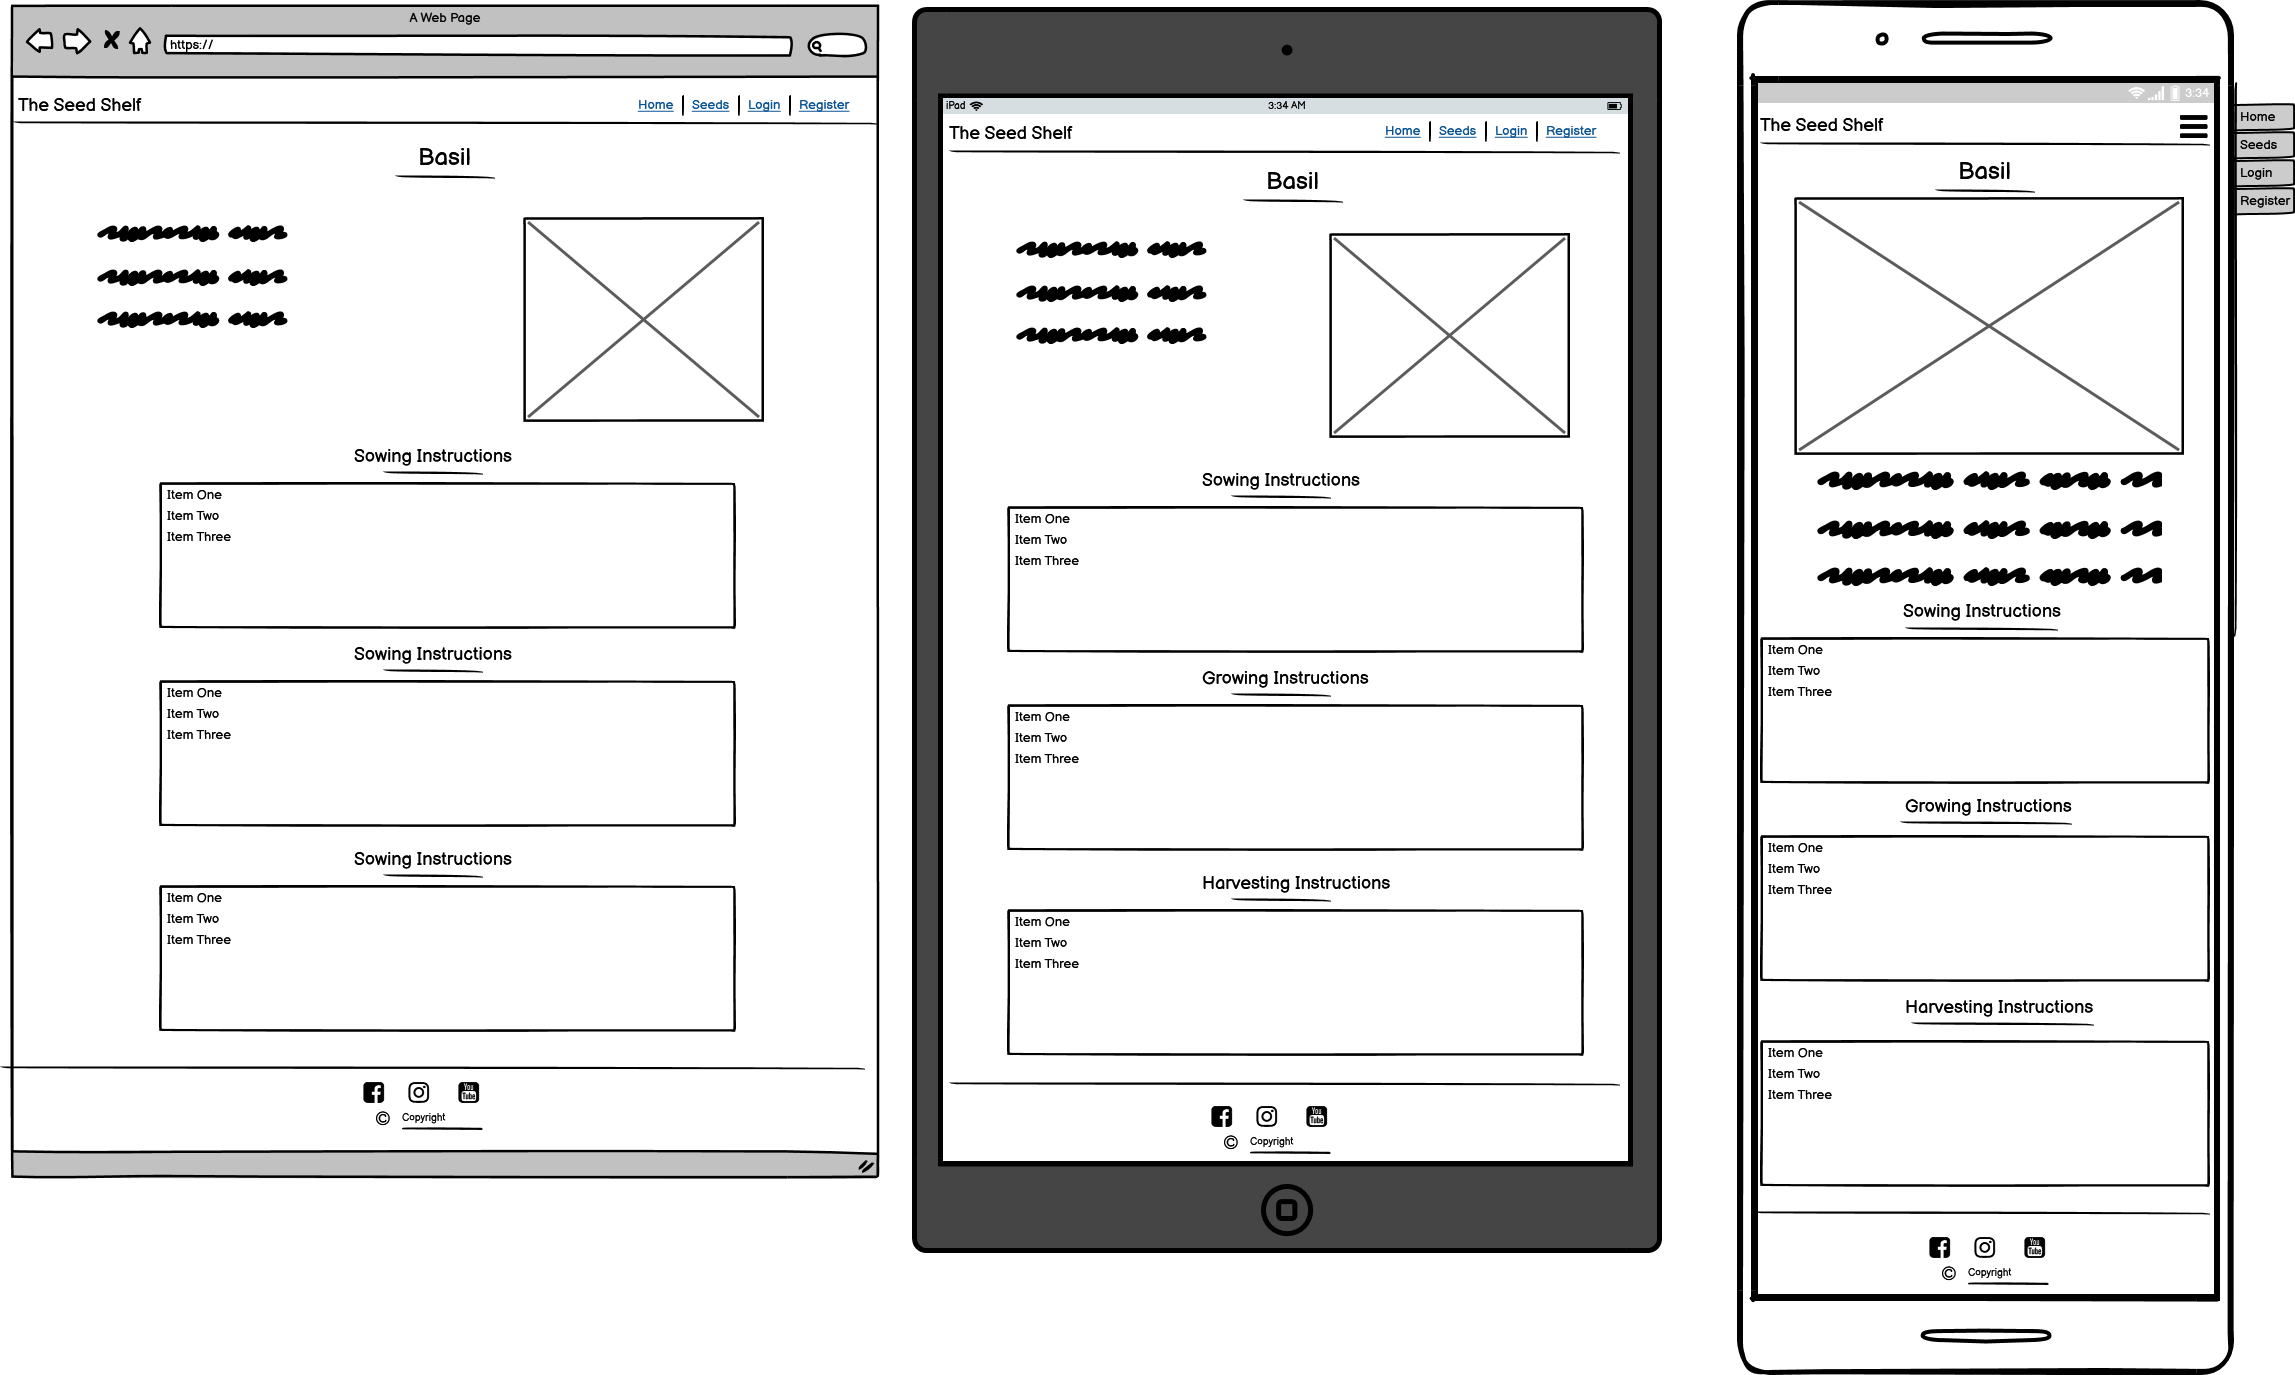 A Web Page
https://
The Seed Shelf
Home Seeds Login Register
Basil
Sowing Instructions
Item One
Item Two
Item Three
Sowing Instructions
Item One
Item Two
Item Three
Sowing Instructions
Item One
Item Two
Item Three
You
Tube
© Copyright
iPad 3:34 AM
The Seed Shelf
Home Seeds Login Register
Basil
Sowing Instructions
Item One
Item Two
Item Three
Growing Instructions
Item One
Item Two
Item Three
Harvesting Instructions
Item One
Item Two
Item Three
You
Tube
© Copyright
3:34
The Seed Shelf
Basil
Sowing Instructions
Item One
Item Two
Item Three
Growing Instructions
Item One
Item Two
Item Three
Harvesting Instructions
Item One
Item Two
Item Three
You
Tube
© Copyright
Home
Seeds
Login
Register